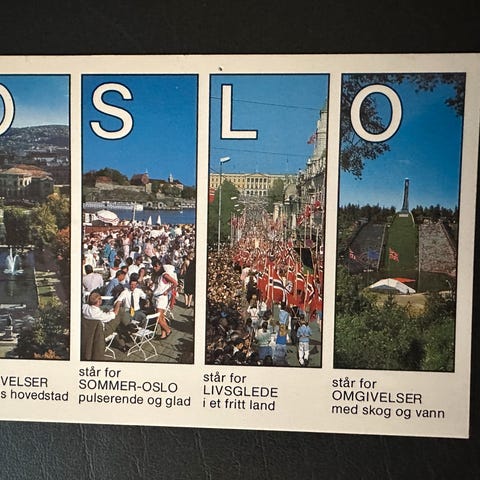 O
S
L
O
VELSER
s hovedstad
står for
SOMMER-OSLO
pulserende og glad
står for
LIVSGLEDE
i et fritt land
står for
OMGIVELSER
med skog og vann